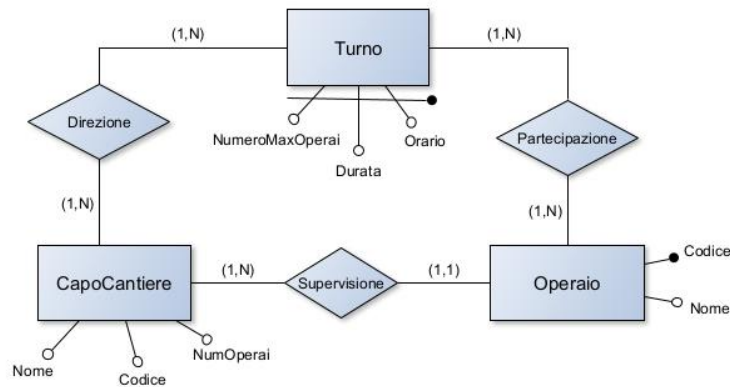 (1,N)
Turno
(1,N)
Direzione
NumeroMaxOperai
Orario
Partecipazione
Durata
(1,N)
(1,N)
CapoCantiere
(1,N)
Supervisione
(1,1)
Operaio
Codice
Nome
Nome
Codice
NumOperai